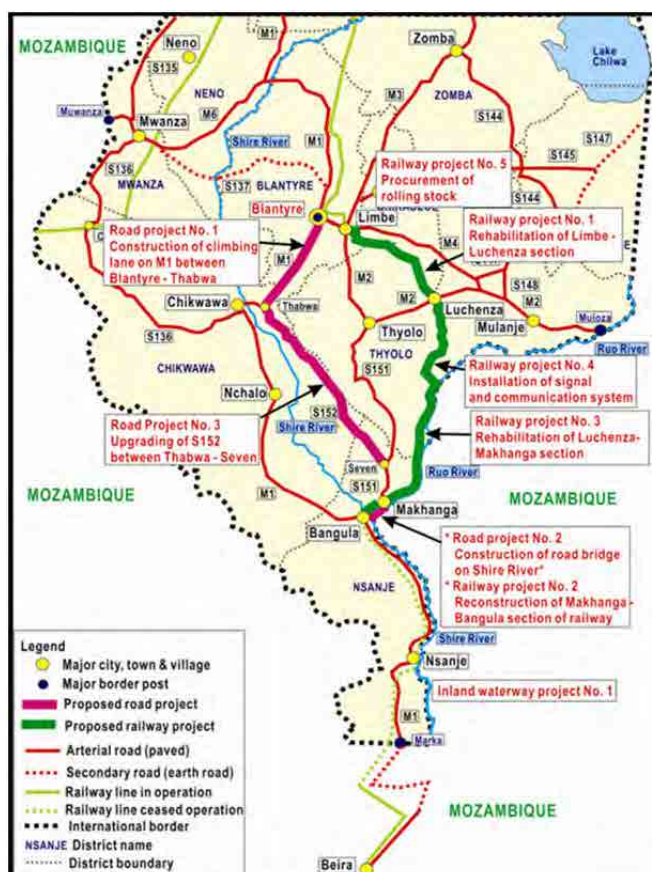 MOZAMBIQUE
Neno
M1
Zomba
Lake
Chilwa
S135
NENO
M3
ZOMBA
Muwanza
Mwanza
M6
Shire River
M1
S144
S147
S145
S136
MWANZA
S137
BLANTYRE
Railway project No. 5
Procurement of
rolling stock
S144
Road project No. 1
Construction of climbing
lane on M1 between
Blantyre - Thabwa
Blantyre
Limbe
Railway project No. 1
Rehabilitation of Limbe -
Luchenza section
M4
M1
M2
M2
S148
M2
Chikwawa
Thabwa
Luchenza
Mulanje
Muloza
Thyolo
THYOLO
S136
S151
Ruo River
CHIKWAWA
Nchalo
Railway project No. 4
Installation of signal
and communication system
Road Project No. 3
Upgrading of S152
between Thabwa - Seven
S152
Shire River
Railway project No. 3
Rehabilitation of Luchenza-
Makhanga section
Seven
Ruo River
MOZAMBIQUE
M1
S151
MOZAMBIQUE
Makhanga
Bangula
* Road project No. 2
Construction of road bridge
on Shire River*
* Railway project No. 2
Reconstruction of Makhanga -
Bangula section of railway
NSANJE
Shire River
Nsanje
Inland waterway project No. 1
M1
Marka
MOZAMBIQUE
Beira
Legend
Major city, town & village
Major border post
Proposed road project
Proposed railway project
Arterial road (paved)
Secondary road (earth road)
Railway line in operation
Railway line ceased operation
International border
NSANJE District name
District boundary